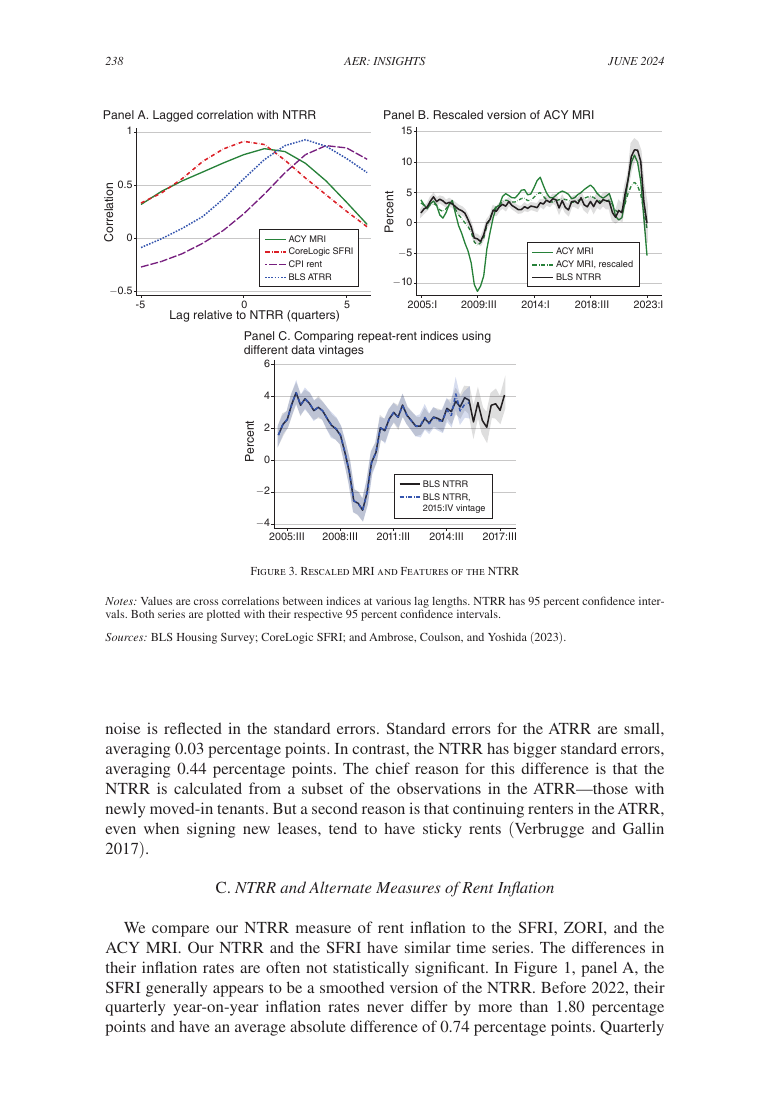 238
AER: INSIGHTS
JUNE 2024
Panel A. Lagged correlation with NTRR
1
0.5
0
−0.5
Correlation
-5
0
5
Lag relative to NTRR (quarters)
ACY MRI
CoreLogic SFRI
CPI rent
BLS ATRR
Panel B. Rescaled version of ACY MRI
15
10
5
0
−5
−10
Percent
2005:I
2009:III
2014:I
2018:III
2023:I
ACY MRI
ACY MRI, rescaled
BLS NTRR
Panel C. Comparing repeat-rent indices using
different data vintages
6
4
2
0
−2
−4
Percent
2005:III
2008:III
2011:III
2014:III
2017:III
BLS NTRR
BLS NTRR,
2015:IV vintage
Figure 3. Rescaled MRI and Features of the NTRR
Notes: Values are cross correlations between indices at various lag lengths. NTRR has 95 percent confidence inter-
vals. Both series are plotted with their respective 95 percent confidence intervals.
Sources: BLS Housing Survey; CoreLogic SFRI; and Ambrose, Coulson, and Yoshida (2023).
noise is reflected in the standard errors. Standard errors for the ATRR are small,
averaging 0.03 percentage points. In contrast, the NTRR has bigger standard errors,
averaging 0.44 percentage points. The chief reason for this difference is that the
NTRR is calculated from a subset of the observations in the ATRR—those with
newly moved-in tenants. But a second reason is that continuing renters in the ATRR,
even when signing new leases, tend to have sticky rents (Verbrugge and Gallin
2017).
C. NTRR and Alternate Measures of Rent Inflation
We compare our NTRR measure of rent inflation to the SFRI, ZORI, and the
ACY MRI. Our NTRR and the SFRI have similar time series. The differences in
their inflation rates are often not statistically significant. In Figure 1, panel A, the
SFRI generally appears to be a smoothed version of the NTRR. Before 2022, their
quarterly year-on-year inflation rates never differ by more than 1.80 percentage
points and have an average absolute difference of 0.74 percentage points. Quarterly